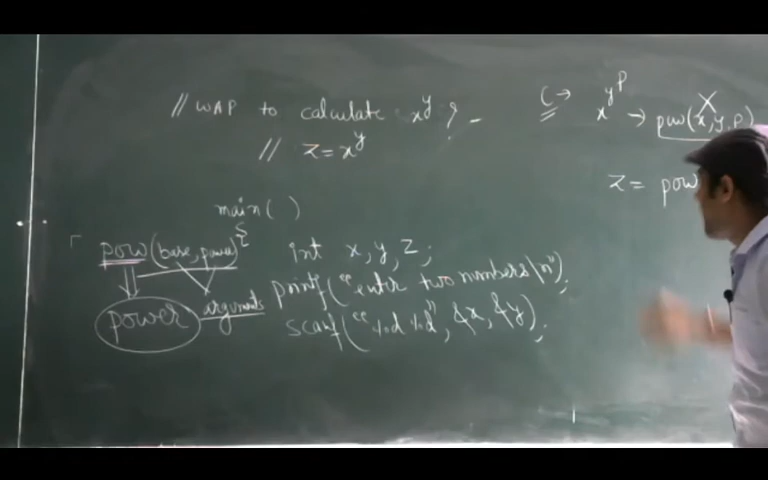 // WAP to calculate x^y ? -
// z = x^y
main( )
{
pow(base, power)
power
arguments
int x, y, z;
printf("enter two numbers\n");
scanf("%d %d", &x, &y);
C → x^y^p → pow(x, y, p)
X
z = pow